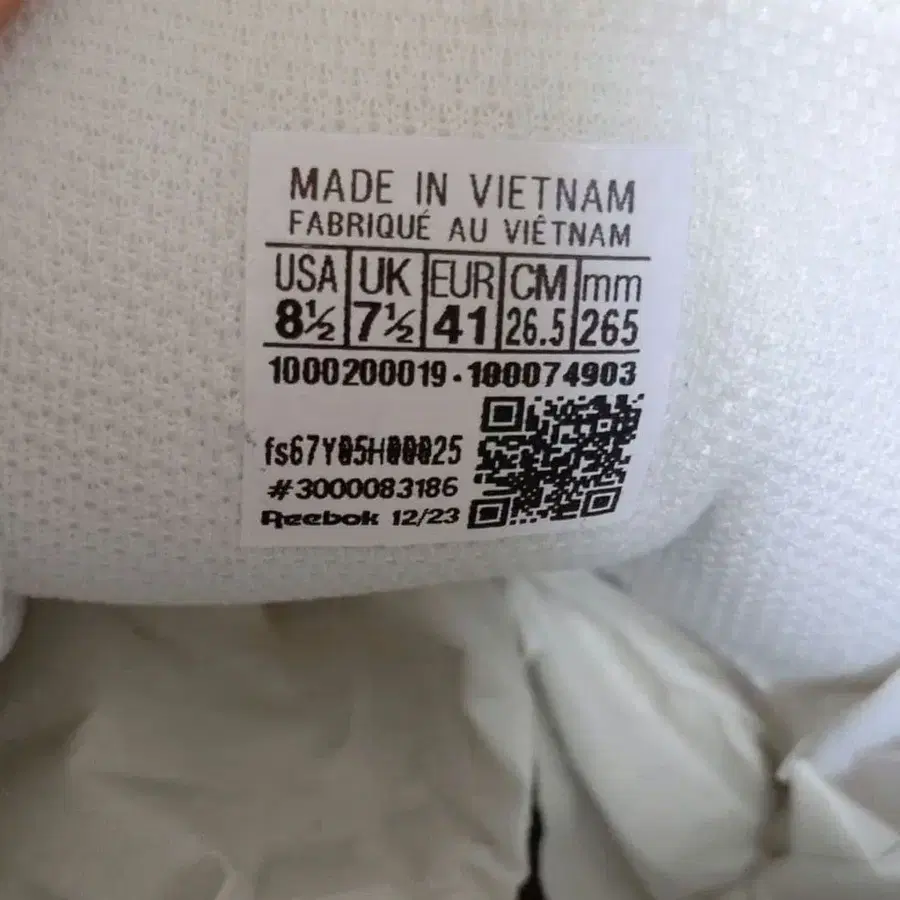 MADE IN VIETNAM
FABRIQUÉ AU VIÊTNAM
USA UK EUR CM mm
8½ 7½ 41 26.5 265
1000200019-100074903
fs67Y05H00025
#3000083186
Reebok 12/23